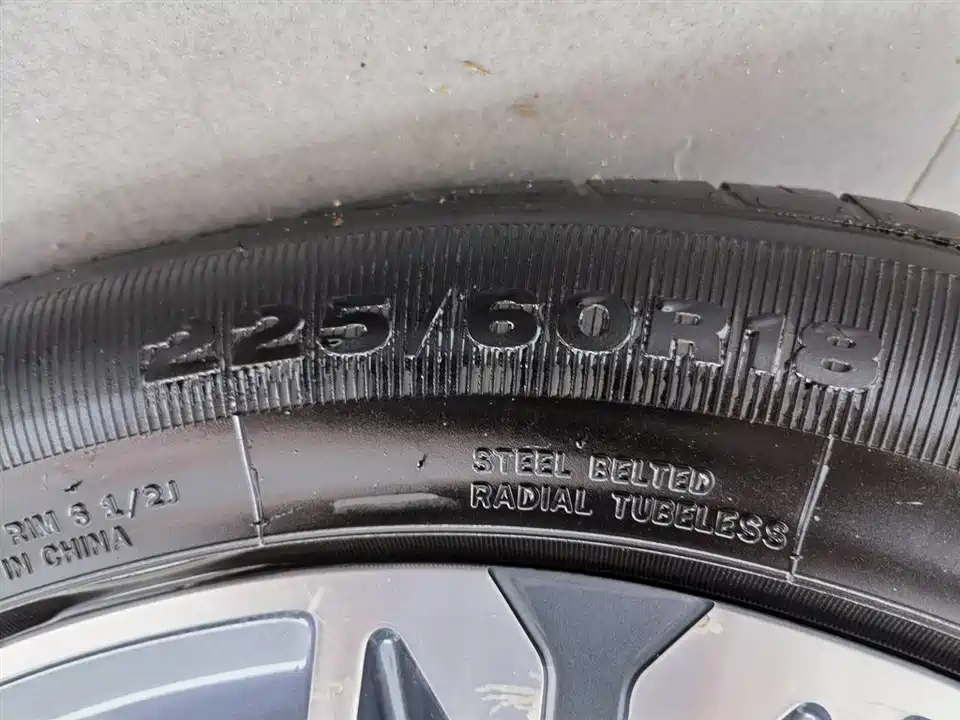 225/60R18
STEEL BELTED
RADIAL TUBELESS
RIM 6 1/2J
IN CHINA